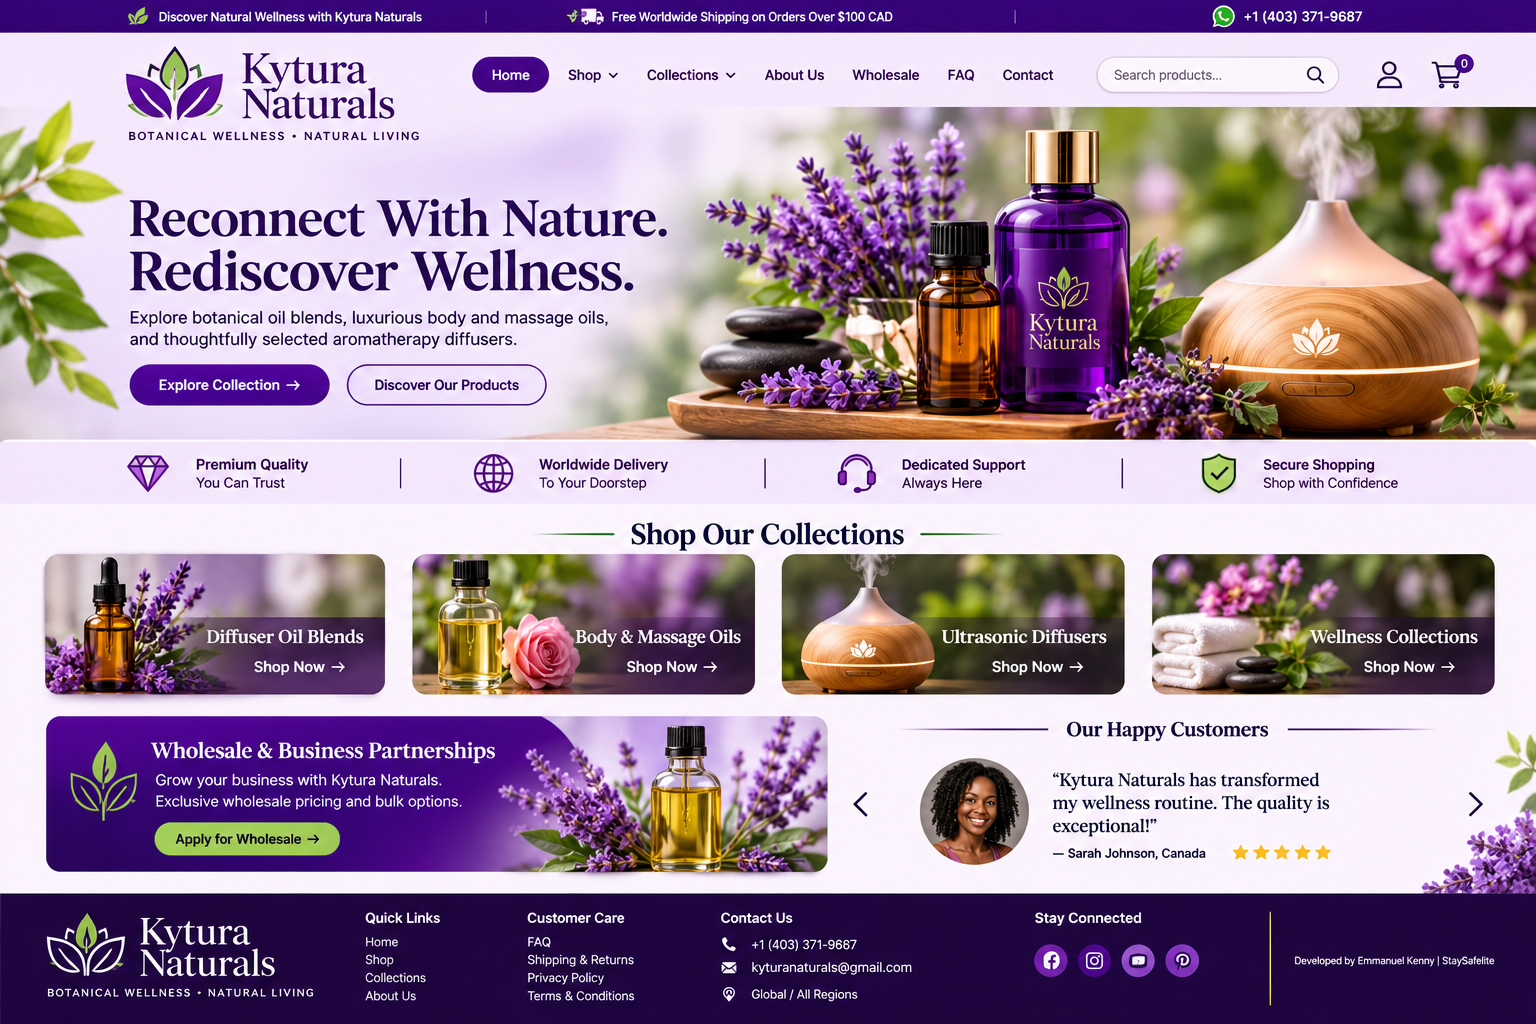 Discover Natural Wellness with Kytura Naturals
Free Worldwide Shipping on Orders Over $100 CAD
+1 (403) 371-9687
Kytura
Naturals
BOTANICAL WELLNESS • NATURAL LIVING
Home
Shop
Collections
About Us
Wholesale
FAQ
Contact
Search products...
0
Reconnect With Nature.
Rediscover Wellness.
Explore botanical oil blends, luxurious body and massage oils,
and thoughtfully selected aromatherapy diffusers.
Explore Collection →
Discover Our Products
Kytura
Naturals
Premium Quality
You Can Trust
Worldwide Delivery
To Your Doorstep
Dedicated Support
Always Here
Secure Shopping
Shop with Confidence
Shop Our Collections
Diffuser Oil Blends
Shop Now →
Body & Massage Oils
Shop Now →
Ultrasonic Diffusers
Shop Now →
Wellness Collections
Shop Now →
Wholesale & Business Partnerships
Grow your business with Kytura Naturals.
Exclusive wholesale pricing and bulk options.
Apply for Wholesale →
Our Happy Customers
“Kytura Naturals has transformed
my wellness routine. The quality is
exceptional!”
— Sarah Johnson, Canada
Kytura
Naturals
BOTANICAL WELLNESS • NATURAL LIVING
Quick Links
Home
Shop
Collections
About Us
Customer Care
FAQ
Shipping & Returns
Privacy Policy
Terms & Conditions
Contact Us
+1 (403) 371-9687
kyturanaturals@gmail.com
Global / All Regions
Stay Connected
Developed by Emmanuel Kenny | StaySafelite